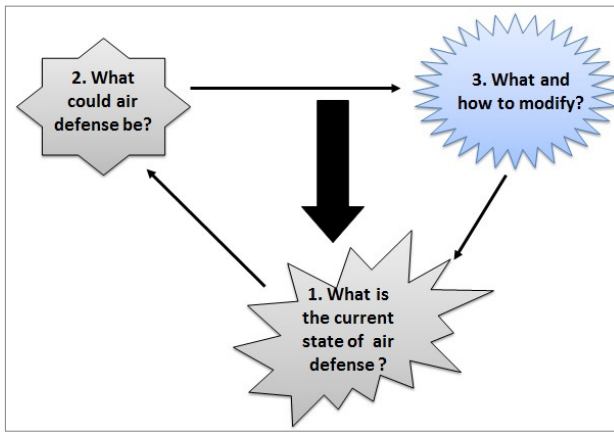 2. What
could air
defense be?
3. What and
how to modify?
1. What is
the current
state of air
defense ?